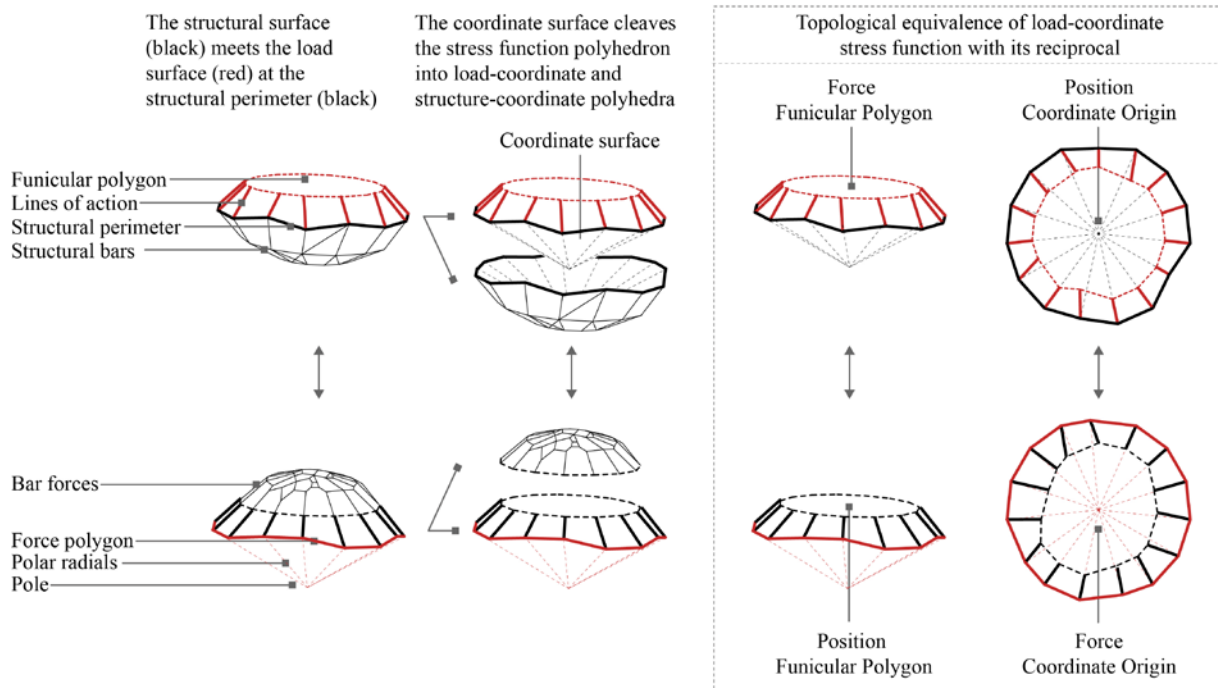 The structural surface
(black) meets the load
surface (red) at the
structural perimeter (black)
The coordinate surface cleaves
the stress function polyhedron
into load-coordinate and
structure-coordinate polyhedra
Topological equivalence of load-coordinate
stress function with its reciprocal
Coordinate surface
Force
Funicular Polygon
Position
Coordinate Origin
Funicular polygon
Lines of action
Structural perimeter
Structural bars
Bar forces
Force polygon
Polar radials
Pole
Position
Funicular Polygon
Force
Coordinate Origin